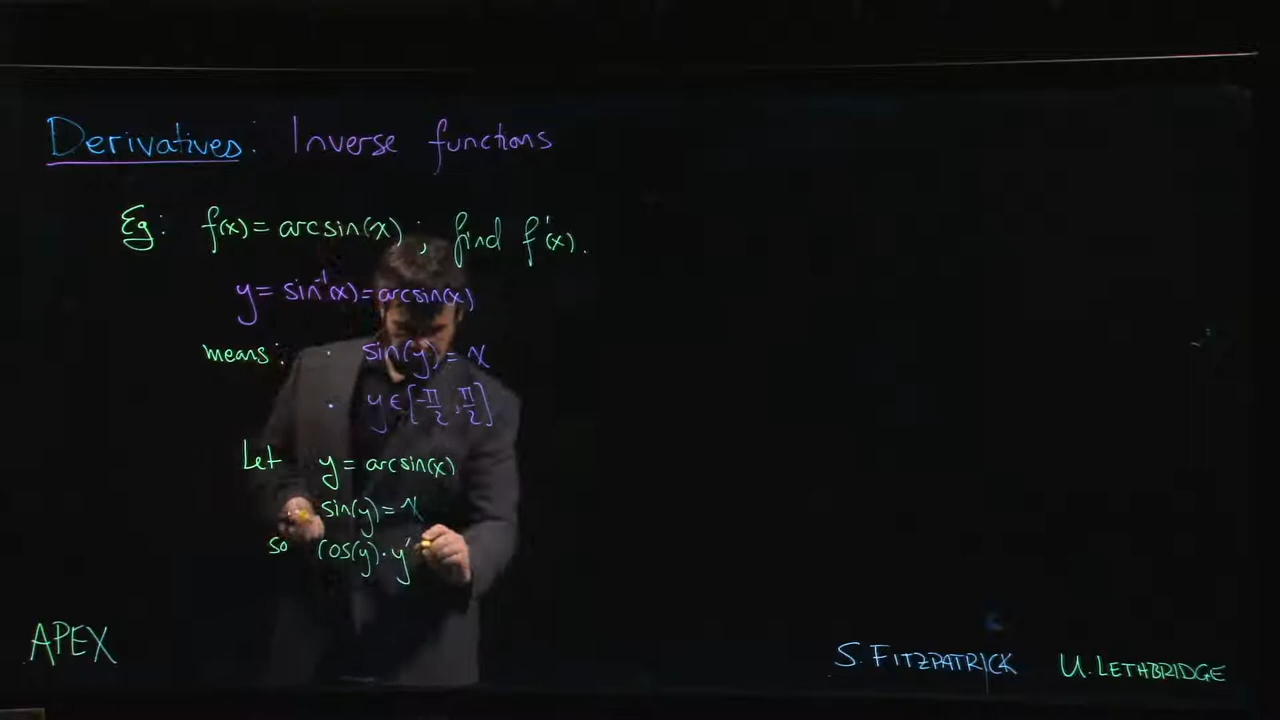 Derivatives: Inverse functions
Eg: f(x) = arcsin(x) ; find f'(x).
y = sin⁻¹(x) = arcsin(x)
means: · sin(y) = x
· y ∈ [-π/2, π/2]
Let y = arcsin(x)
sin(y) = x
so cos(y) · y'
APEX
S. FITZPATRICK U. LETHBRIDGE